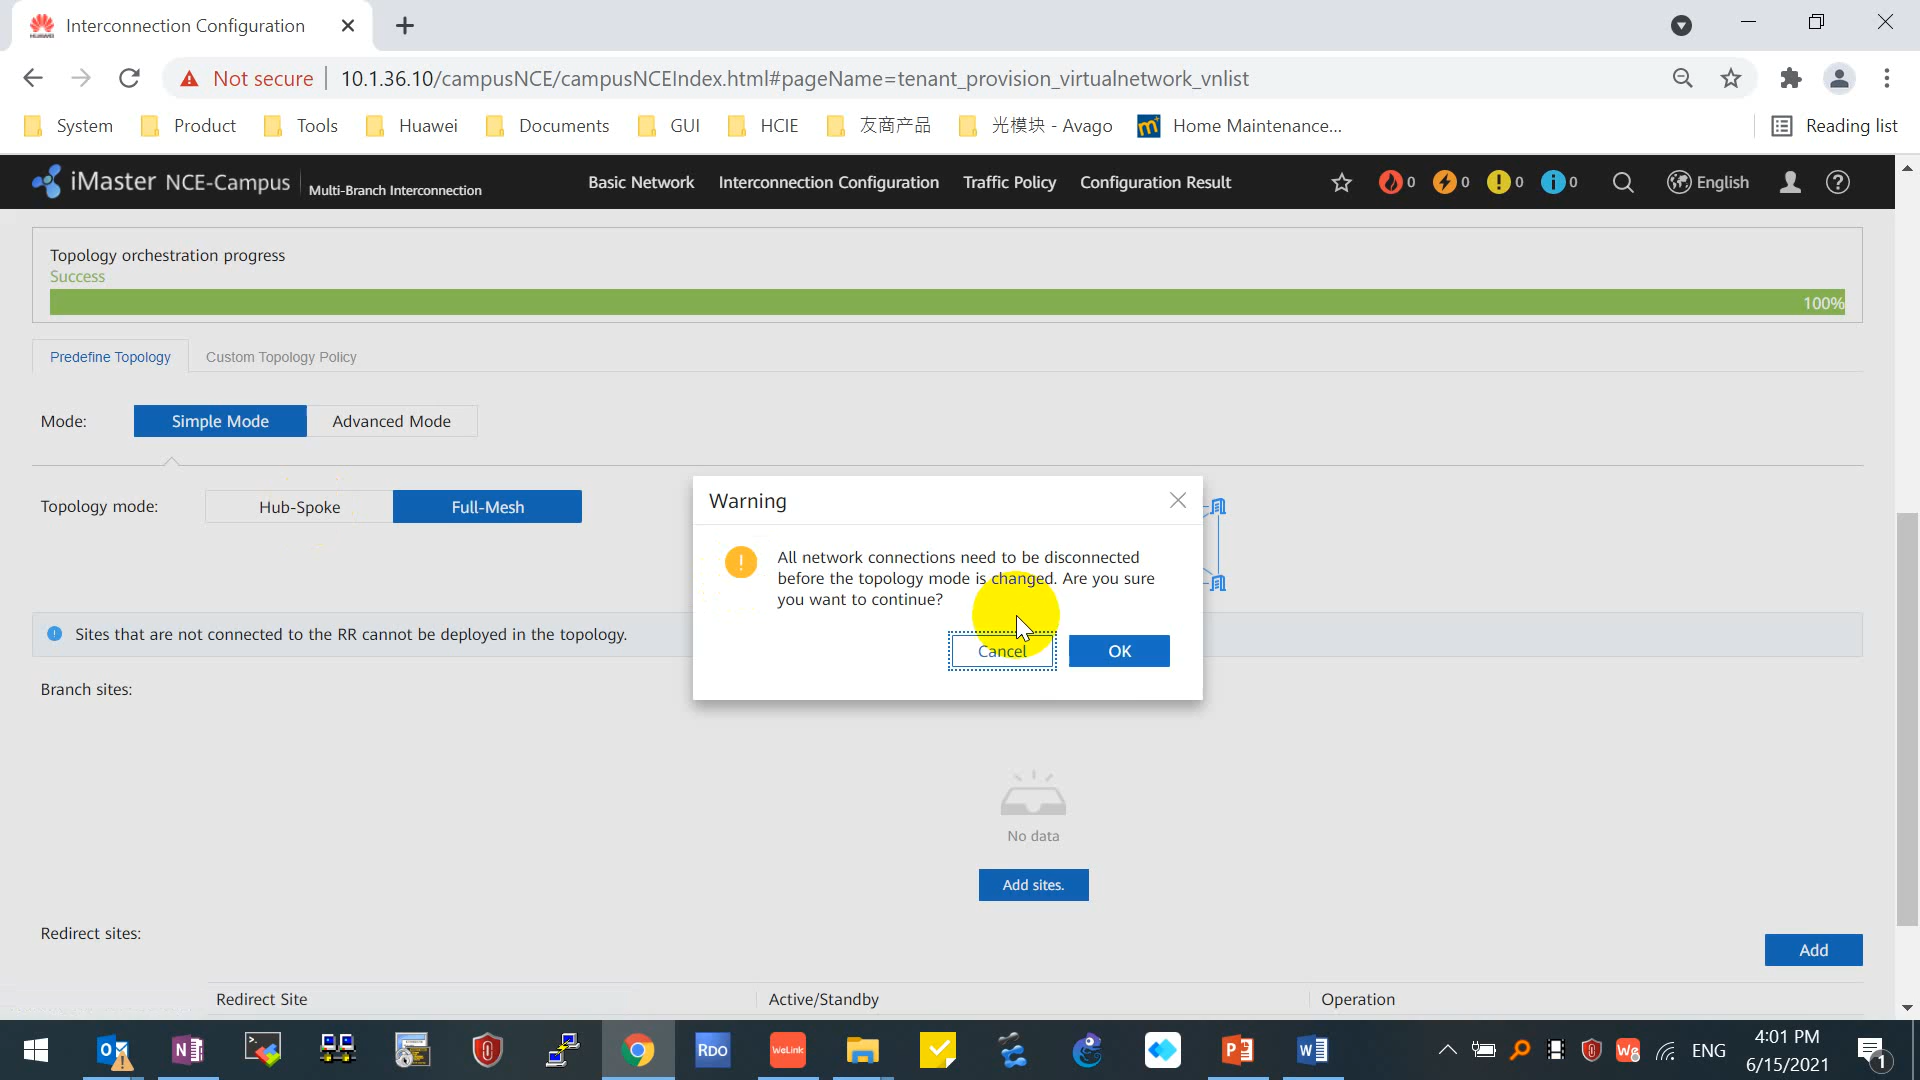 Interconnection Configuration
Not secure
10.1.36.10/campusNCE/campusNCEIndex.html#pageName=tenant_provision_virtualnetwork_vnlist
System
Product
Tools
Huawei
Documents
GUI
HCIE
友商产品
光模块 - Avago
Home Maintenance...
Reading list
iMaster NCE-Campus
Multi-Branch Interconnection
Basic Network
Interconnection Configuration
Traffic Policy
Configuration Result
0
0
0
0
English
Topology orchestration progress
Success
100%
Predefine Topology
Custom Topology Policy
Mode:
Simple Mode
Advanced Mode
Topology mode:
Hub-Spoke
Full-Mesh
Warning
All network connections need to be disconnected
before the topology mode is changed. Are you sure
you want to continue?
Cancel
OK
Sites that are not connected to the RR cannot be deployed in the topology.
Branch sites:
No data
Add sites.
Redirect sites:
Add
Redirect Site
Active/Standby
Operation
RDO
WeLink
ENG
4:01 PM
6/15/2021
1